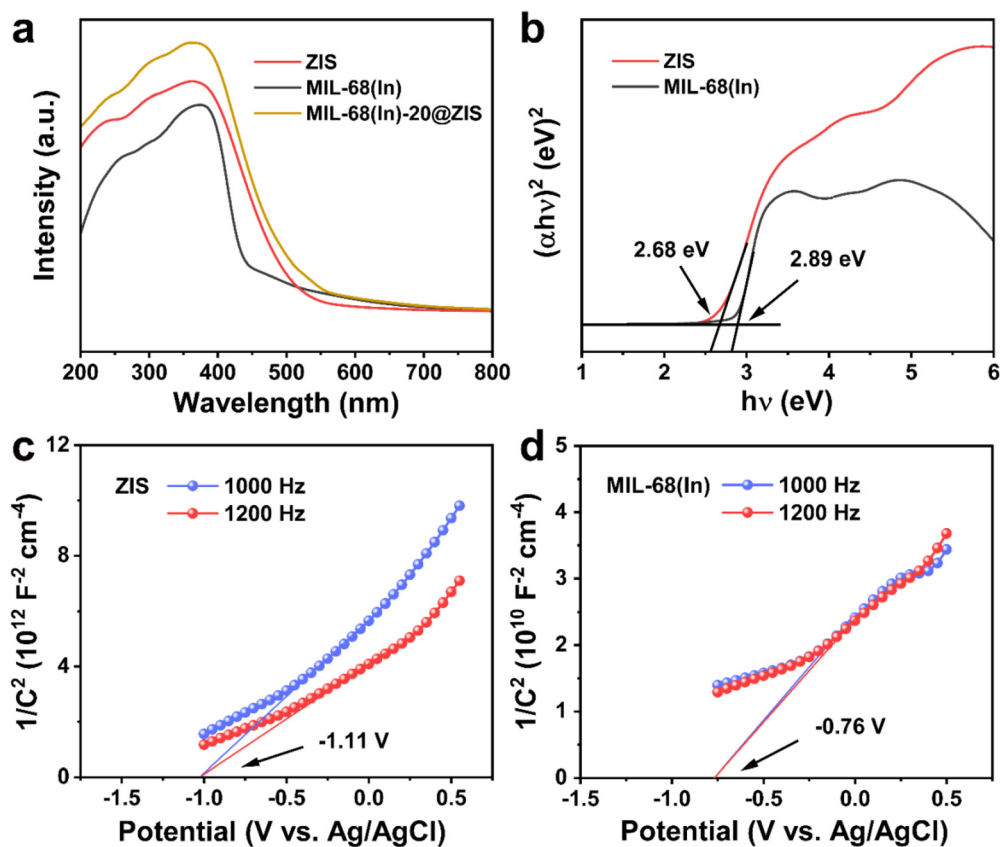 a
Intensity (a.u.)
ZIS
MIL-68(In)
MIL-68(In)-20@ZIS
200 300 400 500 600 700 800
Wavelength (nm)
b
(αhν)² (eV)²
ZIS
MIL-68(In)
2.68 eV
2.89 eV
1 2 3 4 5 6
hν (eV)
c
1/C² (10¹² F⁻² cm⁻⁴)
12
8
4
0
ZIS
1000 Hz
1200 Hz
-1.11 V
-1.5 -1.0 -0.5 0.0 0.5
Potential (V vs. Ag/AgCl)
d
1/C² (10¹⁰ F⁻² cm⁻⁴)
5
4
3
2
1
0
MIL-68(In)
1000 Hz
1200 Hz
-0.76 V
-1.5 -1.0 -0.5 0.0 0.5
Potential (V vs. Ag/AgCl)